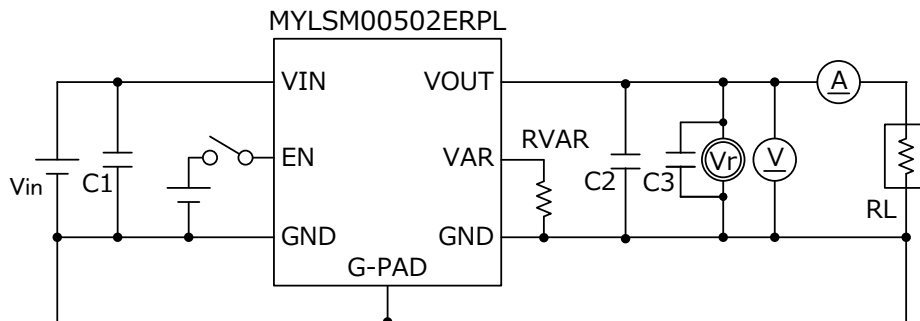 MYLSM00502ERPL
VIN
VOUT
A
EN
VAR
RVAR
Vin
C1
C2
C3
Vr
V
RL
GND
GND
G-PAD